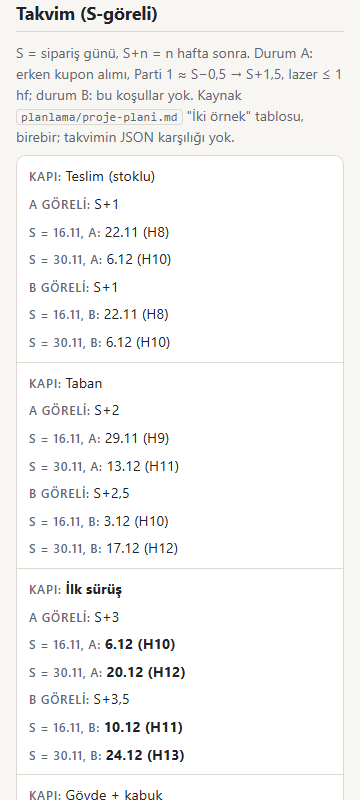 Takvim (S-göreli)
S = sipariş günü, S+n = n hafta sonra. Durum A:
erken kupon alımı, Parti 1 ≈ S−0,5 → S+1,5, lazer ≤ 1
hf; durum B: bu koşullar yok. Kaynak
planlama/proje-plani.md "İki örnek" tablosu,
birebir; takvimin JSON karşılığı yok.
KAPI: Teslim (stoklu)
A GÖRELİ: S+1
S = 16.11, A: 22.11 (H8)
S = 30.11, A: 6.12 (H10)
B GÖRELİ: S+1
S = 16.11, B: 22.11 (H8)
S = 30.11, B: 6.12 (H10)
KAPI: Taban
A GÖRELİ: S+2
S = 16.11, A: 29.11 (H9)
S = 30.11, A: 13.12 (H11)
B GÖRELİ: S+2,5
S = 16.11, B: 3.12 (H10)
S = 30.11, B: 17.12 (H12)
KAPI: İlk sürüş
A GÖRELİ: S+3
S = 16.11, A: 6.12 (H10)
S = 30.11, A: 20.12 (H12)
B GÖRELİ: S+3,5
S = 16.11, B: 10.12 (H11)
S = 30.11, B: 24.12 (H13)
KAPI: Gövde + kabuk